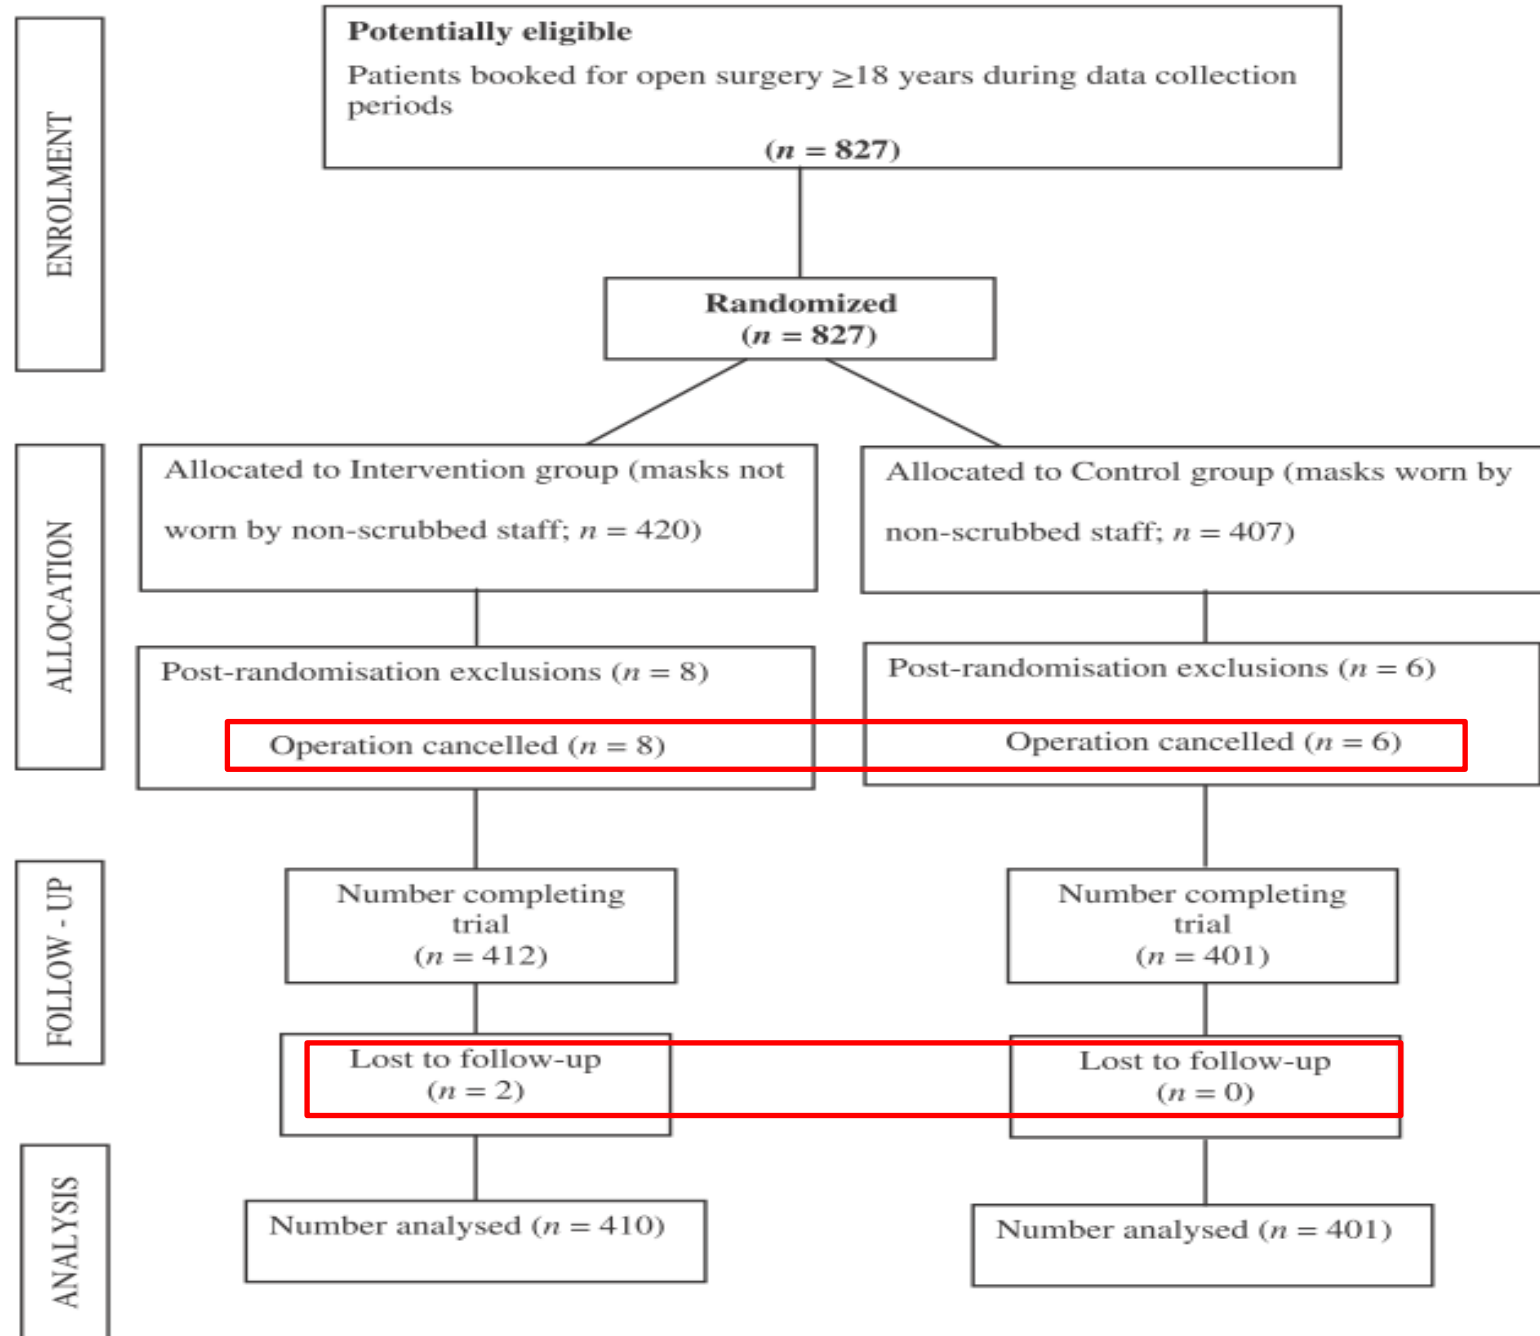 ENROLMENT
Potentially eligible
Patients booked for open surgery ≥18 years during data collection
periods
(n = 827)
Randomized
(n = 827)
ALLOCATION
Allocated to Intervention group (masks not
worn by non-scrubbed staff; n = 420)
Allocated to Control group (masks worn by
non-scrubbed staff; n = 407)
Post-randomisation exclusions (n = 8)
Operation cancelled (n = 8)
Post-randomisation exclusions (n = 6)
Operation cancelled (n = 6)
FOLLOW - UP
Number completing
trial
(n = 412)
Number completing
trial
(n = 401)
Lost to follow-up
(n = 2)
Lost to follow-up
(n = 0)
ANALYSIS
Number analysed (n = 410)
Number analysed (n = 401)